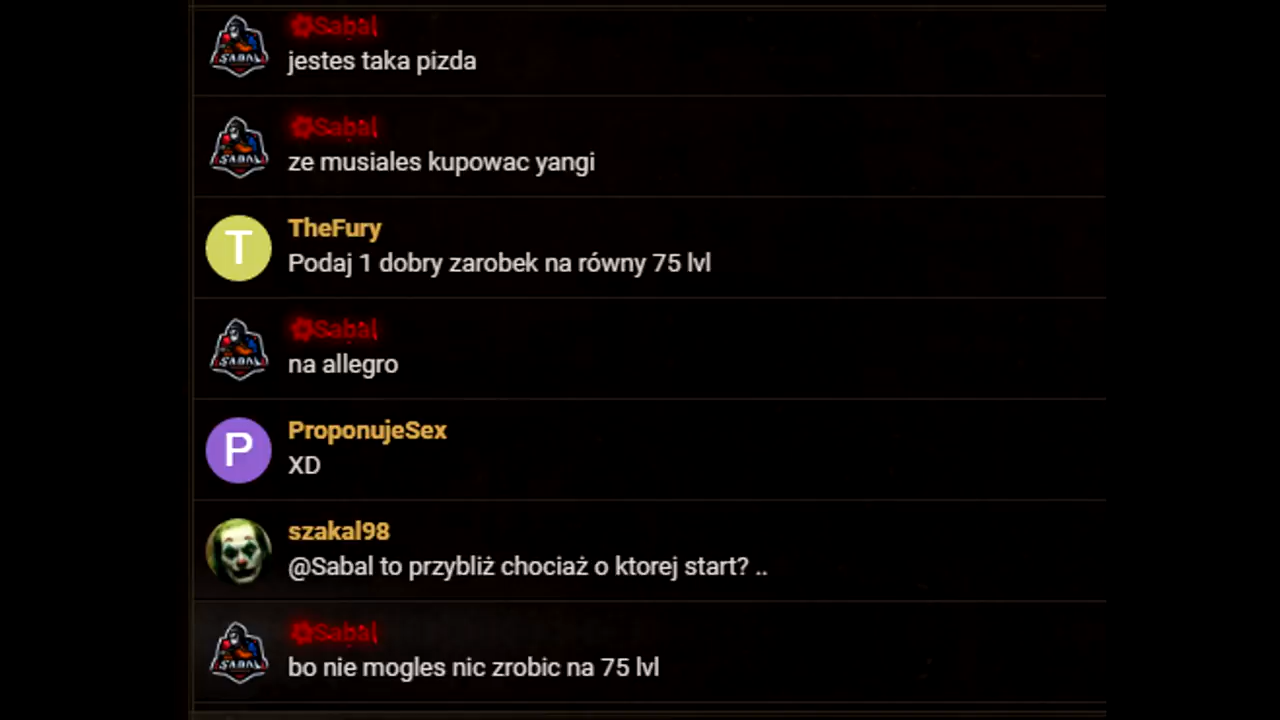 Sabal
jestes taka pizda
Sabal
ze musiales kupowac yangi
T
TheFury
Podaj 1 dobry zarobek na równy 75 lvl
Sabal
na allegro
P
ProponujeSex
XD
szakal98
@Sabal to przybliż chociaż o ktorej start? ..
Sabal
bo nie mogles nic zrobic na 75 lvl